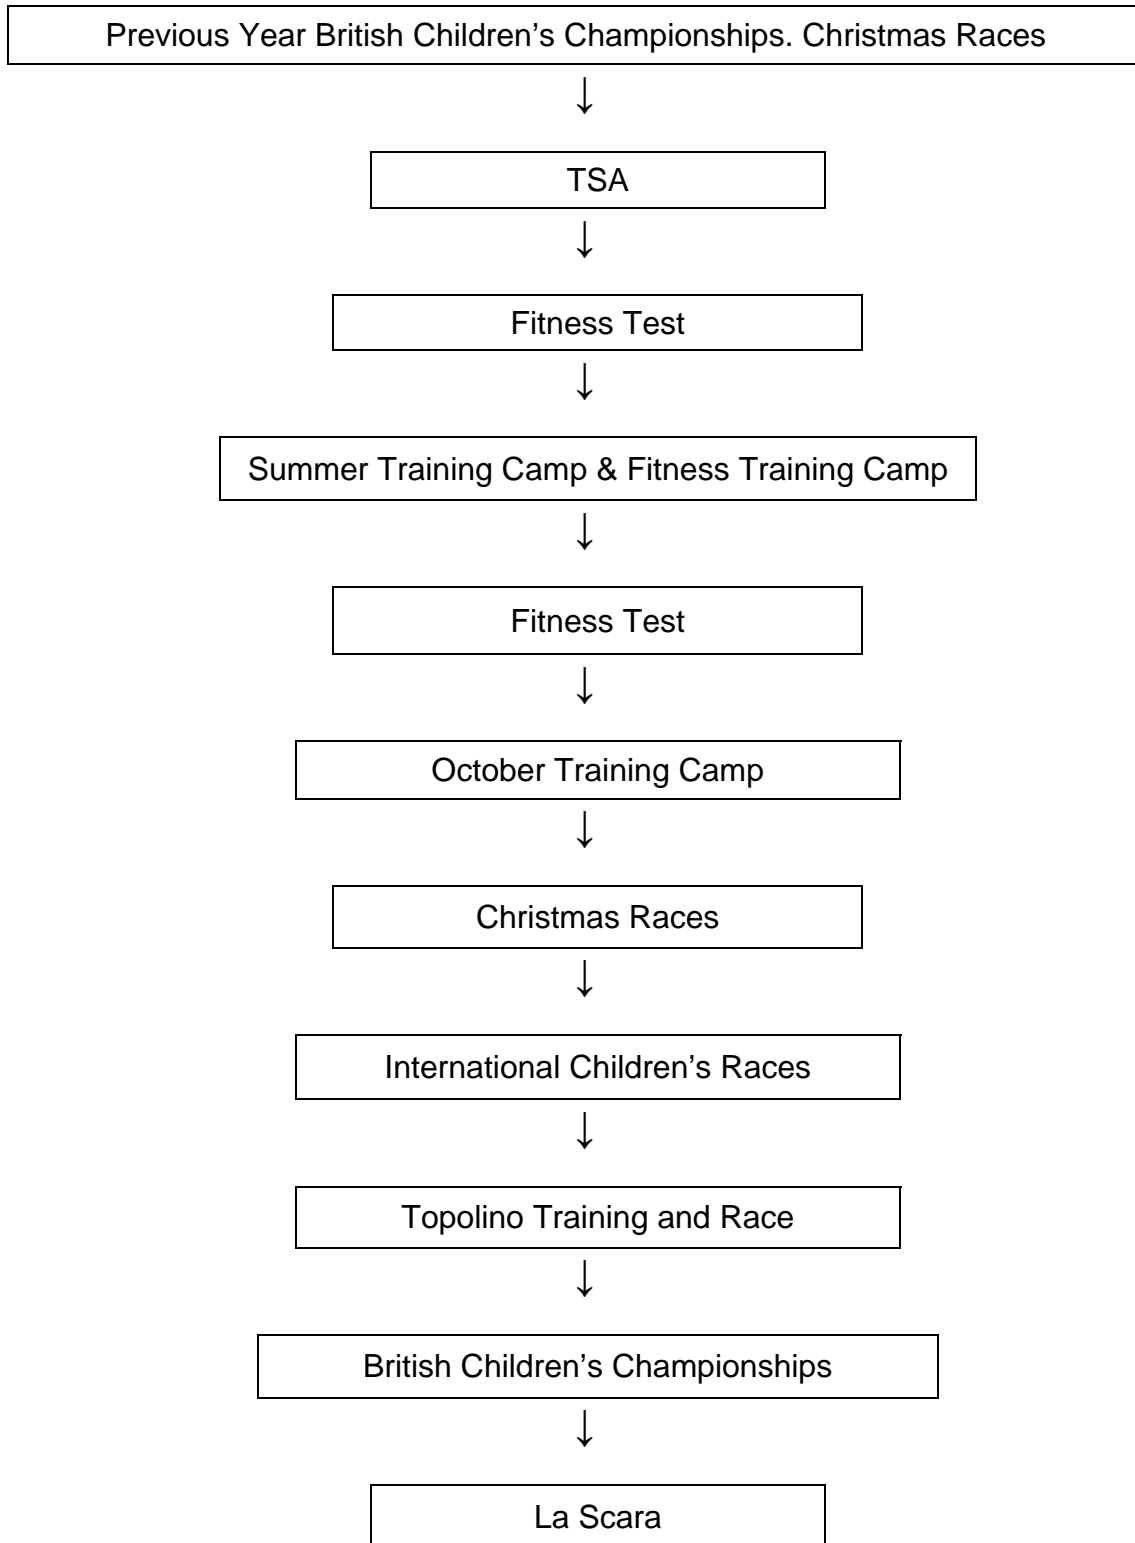 Previous Year British Children’s Championships. Christmas Races
↓
TSA
↓
Fitness Test
↓
Summer Training Camp & Fitness Training Camp
↓
Fitness Test
↓
October Training Camp
↓
Christmas Races
↓
International Children’s Races
↓
Topolino Training and Race
↓
British Children’s Championships
↓
La Scara